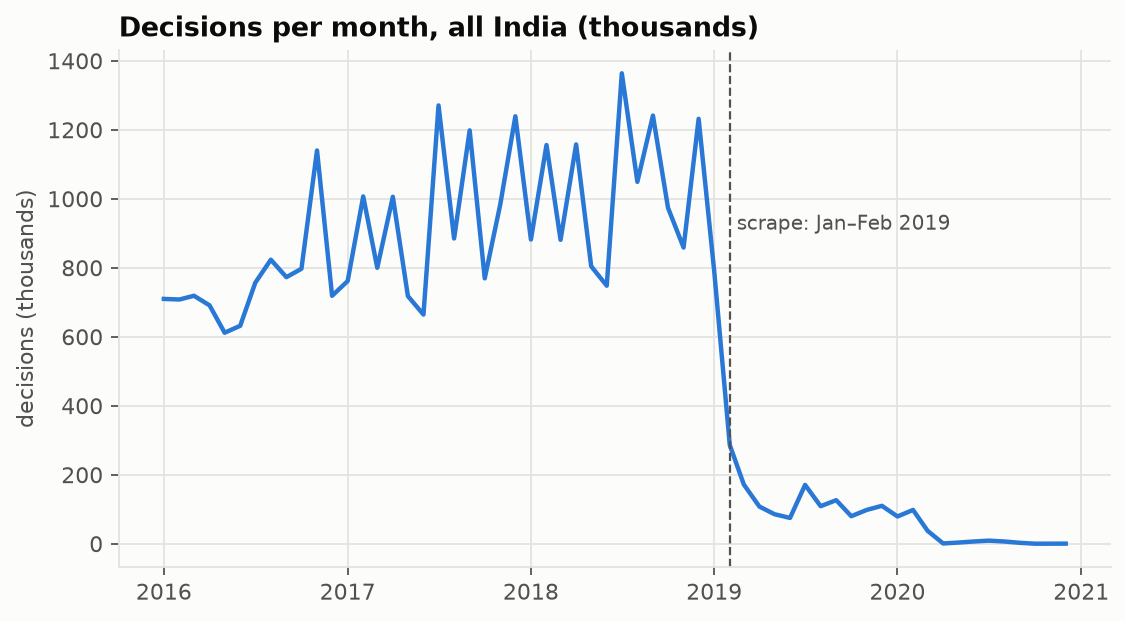 Decisions per month, all India (thousands)
decisions (thousands)
1400
1200
1000
800
600
400
200
0
scrape: Jan–Feb 2019
2016 2017 2018 2019 2020 2021